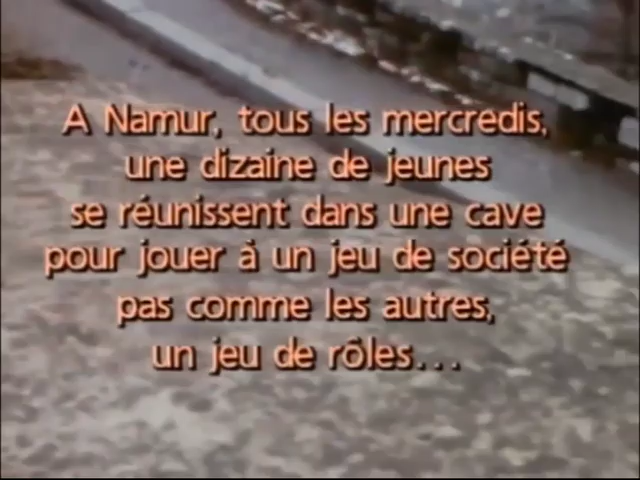 A Namur, tous les mercredis,
une dizaine de jeunes
se réunissent dans une cave
pour jouer à un jeu de société
pas comme les autres,
un jeu de rôles...